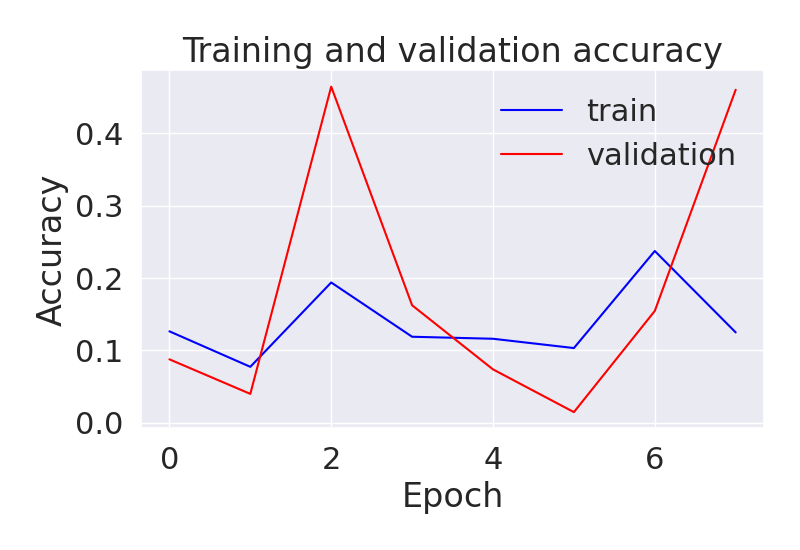 Training and validation accuracy
train
validation
0.4
0.3
0.2
0.1
0.0
Accuracy
0 2 4 6
Epoch